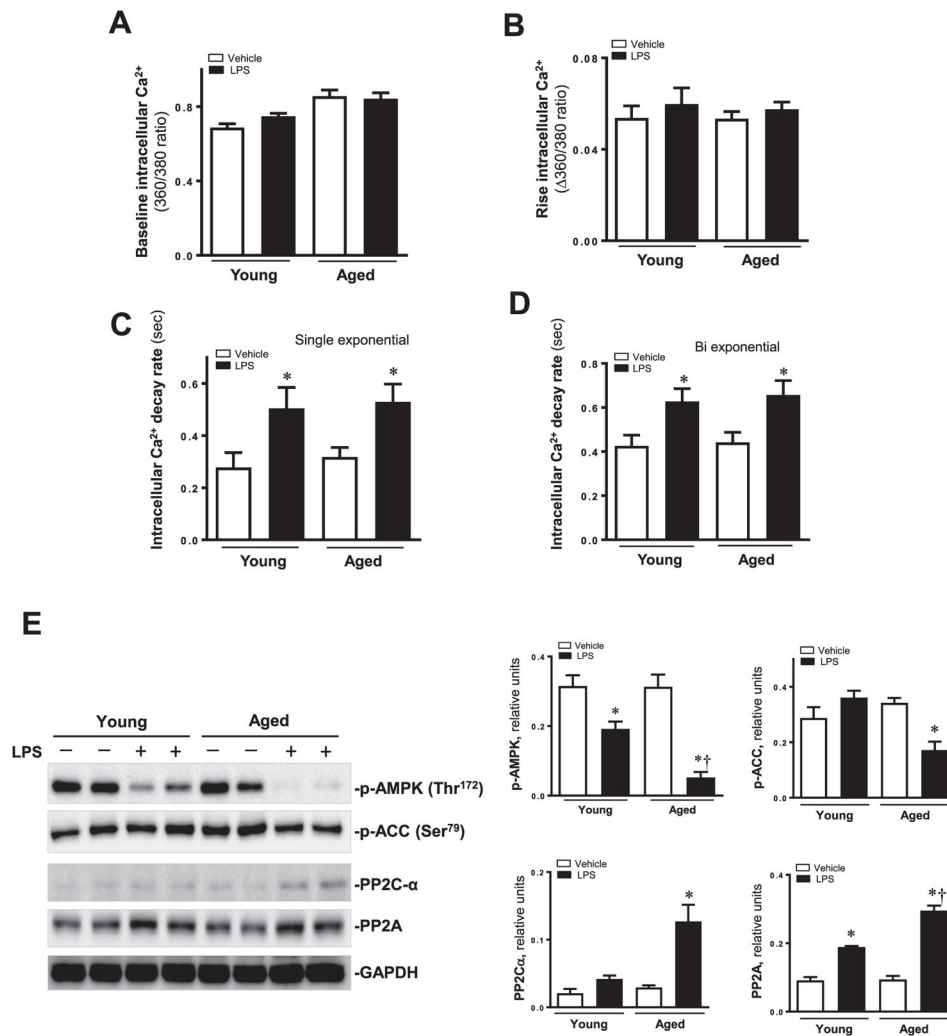 A
Vehicle
LPS
Baseline intracellular Ca²⁺
(360/380 ratio)
0.8
0.4
0.0
Young
Aged
B
Vehicle
LPS
Rise intracellular Ca²⁺
(Δ360/380 ratio)
0.08
0.04
0.00
Young
Aged
C
Single exponential
Vehicle
LPS
Intracellular Ca²⁺ decay rate (sec)
0.6
0.4
0.2
0.0
*
*
Young
Aged
D
Bi exponential
Vehicle
LPS
Intracellular Ca²⁺ decay rate (sec)
0.8
0.6
0.4
0.2
0.0
*
*
Young
Aged
E
Young Aged
LPS − − + + − − + +
-p-AMPK (Thr¹⁷²)
-p-ACC (Ser⁷⁹)
-PP2C-α
-PP2A
-GAPDH
Vehicle
LPS
p-AMPK, relative units
0.4
0.2
0.0
*
*†
Young
Aged
Vehicle
LPS
p-ACC, relative units
0.4
0.2
0.0
*
Young
Aged
Vehicle
LPS
PP2Cα, relative units
0.2
0.1
0.0
*
Young
Aged
Vehicle
LPS
PP2A, relative units
0.4
0.2
0.0
*
*†
Young
Aged